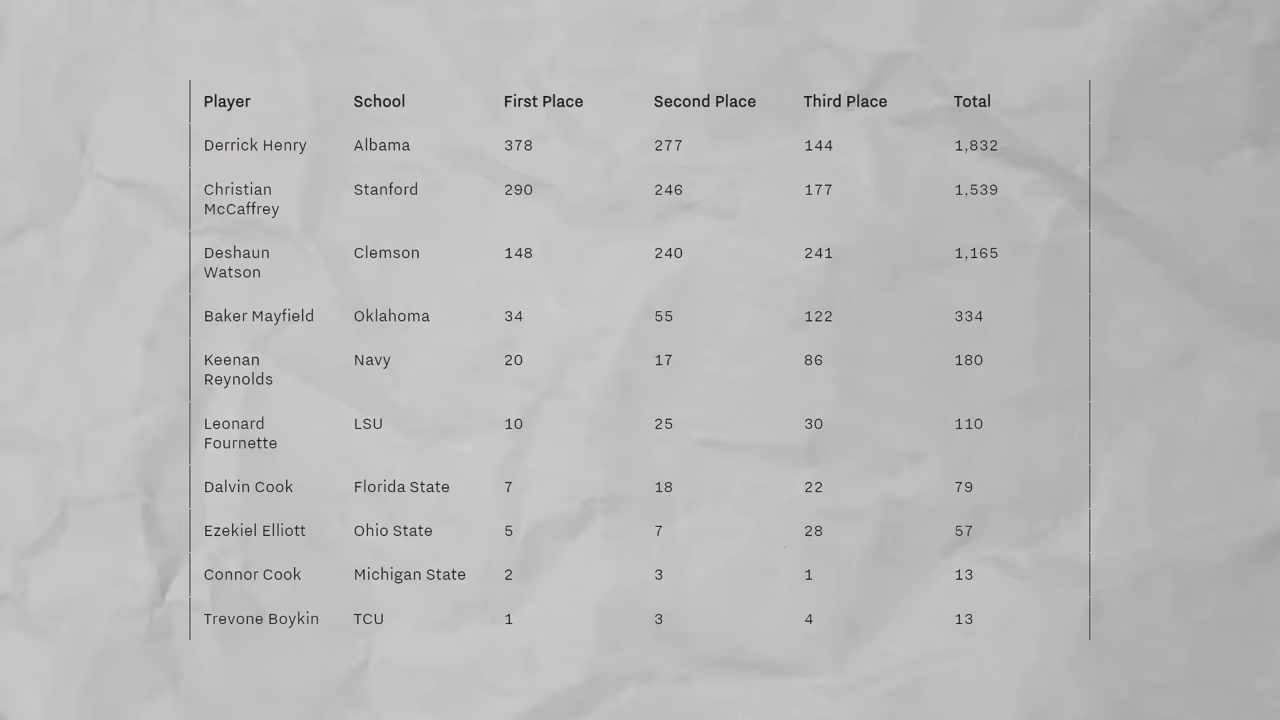 Player School First Place Second Place Third Place Total
Derrick Henry Albama 378 277 144 1,832
Christian McCaffrey Stanford 290 246 177 1,539
Deshaun Watson Clemson 148 240 241 1,165
Baker Mayfield Oklahoma 34 55 122 334
Keenan Reynolds Navy 20 17 86 180
Leonard Fournette LSU 10 25 30 110
Dalvin Cook Florida State 7 18 22 79
Ezekiel Elliott Ohio State 5 7 28 57
Connor Cook Michigan State 2 3 1 13
Trevone Boykin TCU 1 3 4 13